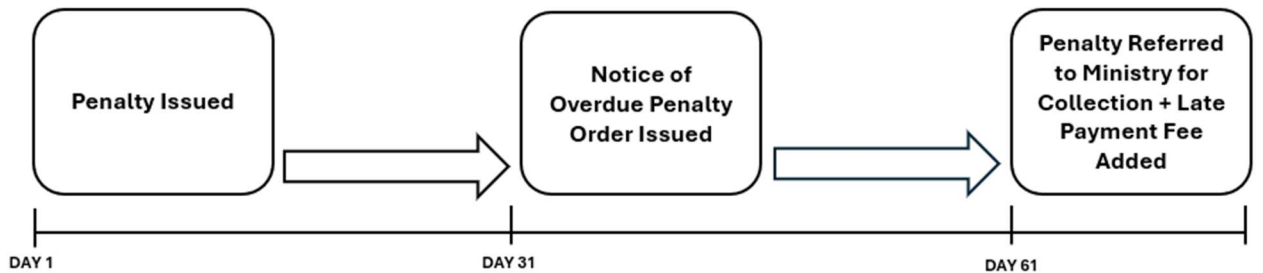 Penalty Issued
Notice of
Overdue Penalty
Order Issued
Penalty Referred
to Ministry for
Collection + Late
Payment Fee
Added
DAY 1
DAY 31
DAY 61